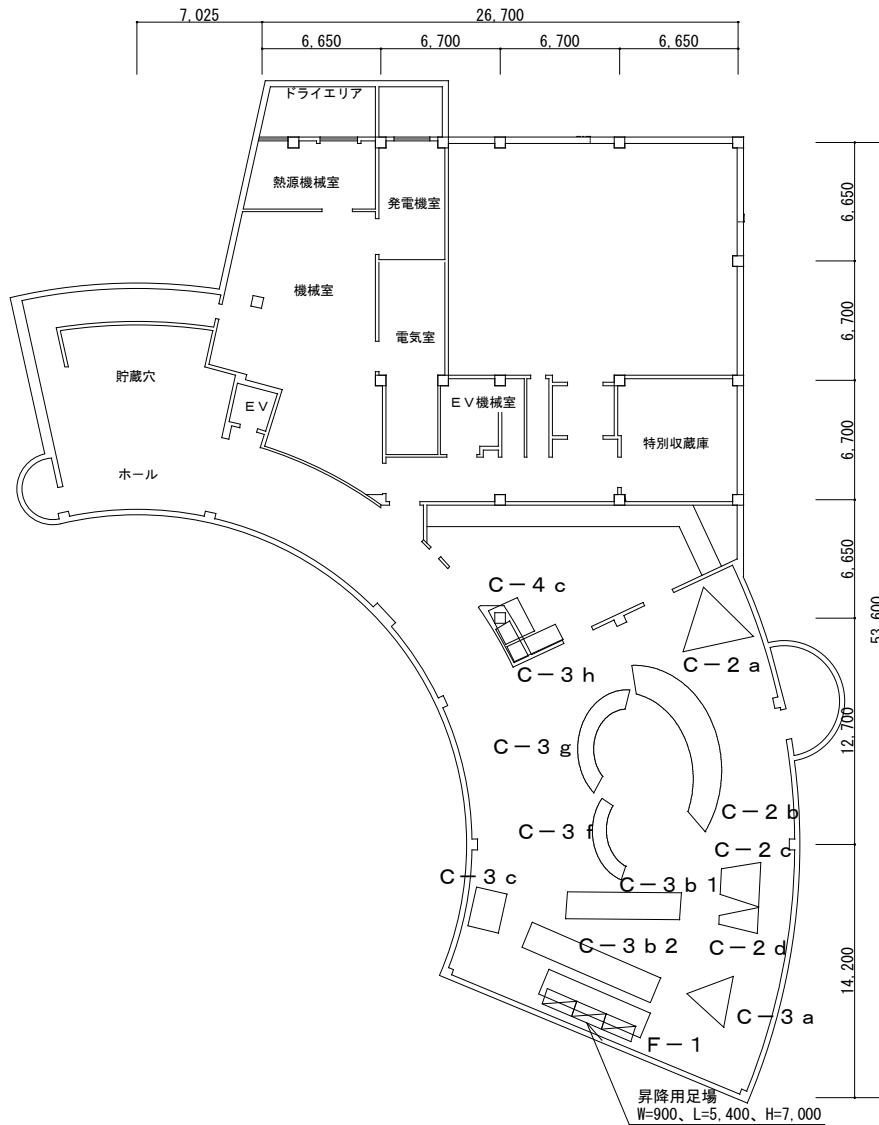 7,025
26,700
6,650
6,700
6,700
6,650
ドライエリア
熱源機械室
発電機室
6,650
機械室
6,700
電気室
貯蔵穴
EV
EV機械室
6,700
特別収蔵庫
ホール
6,650
C-4c
53,600
C-2a
C-3h
C-3g
12,700
C-2b
C-3f
C-2c
C-3c
C-3b1
C-3b2
C-2d
14,200
C-3a
F-1
昇降用足場
W=900、L=5,400、H=7,000